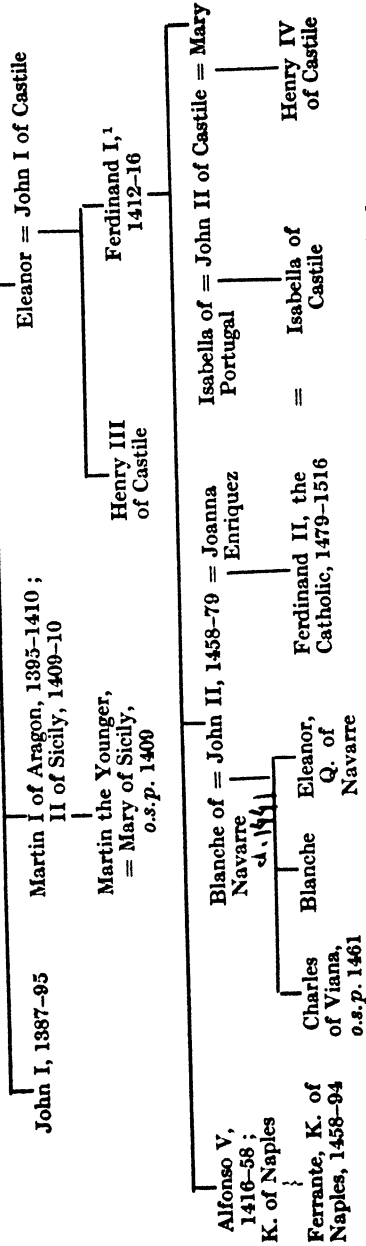 Eleanor = John I of Castile
John I, 1387–95
Martin I of Aragon, 1395–1410;
II of Sicily, 1409–10
Henry III
of Castile
Ferdinand I,¹
1412–16
Martin the Younger,
= Mary of Sicily,
o.s.p. 1409
Alfonso V,
1416–58;
K. of Naples
Blanche of = John II, 1458–79 = Joanna
Navarre
Enriquez
d. 1441
Isabella of = John II of Castile = Mary
Portugal
Ferrante, K. of
Naples, 1458–94
Charles
of Viana,
o.s.p. 1461
Blanche
Eleanor,
Q. of
Navarre
Ferdinand II, the
Catholic, 1479–1516
=
Isabella of
Castile
Henry IV
of Castile